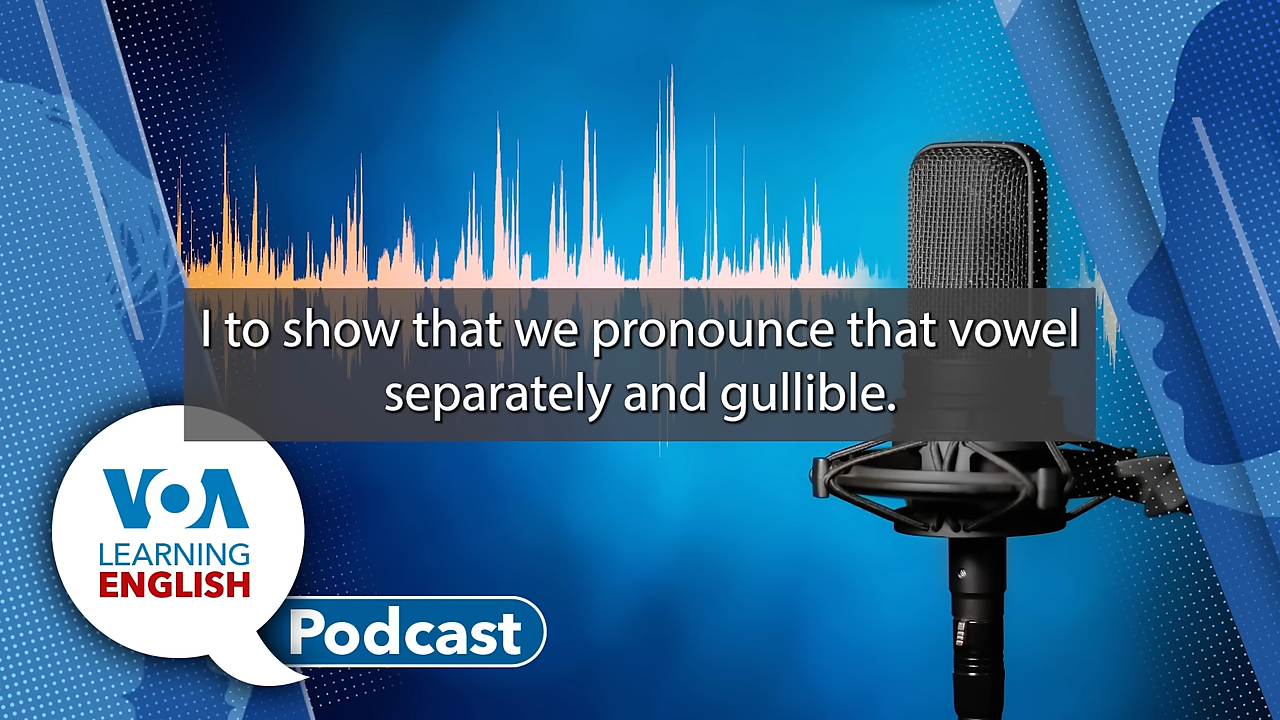 I to show that we pronounce that vowel
separately and gullible.
VOA
LEARNING
ENGLISH
Podcast